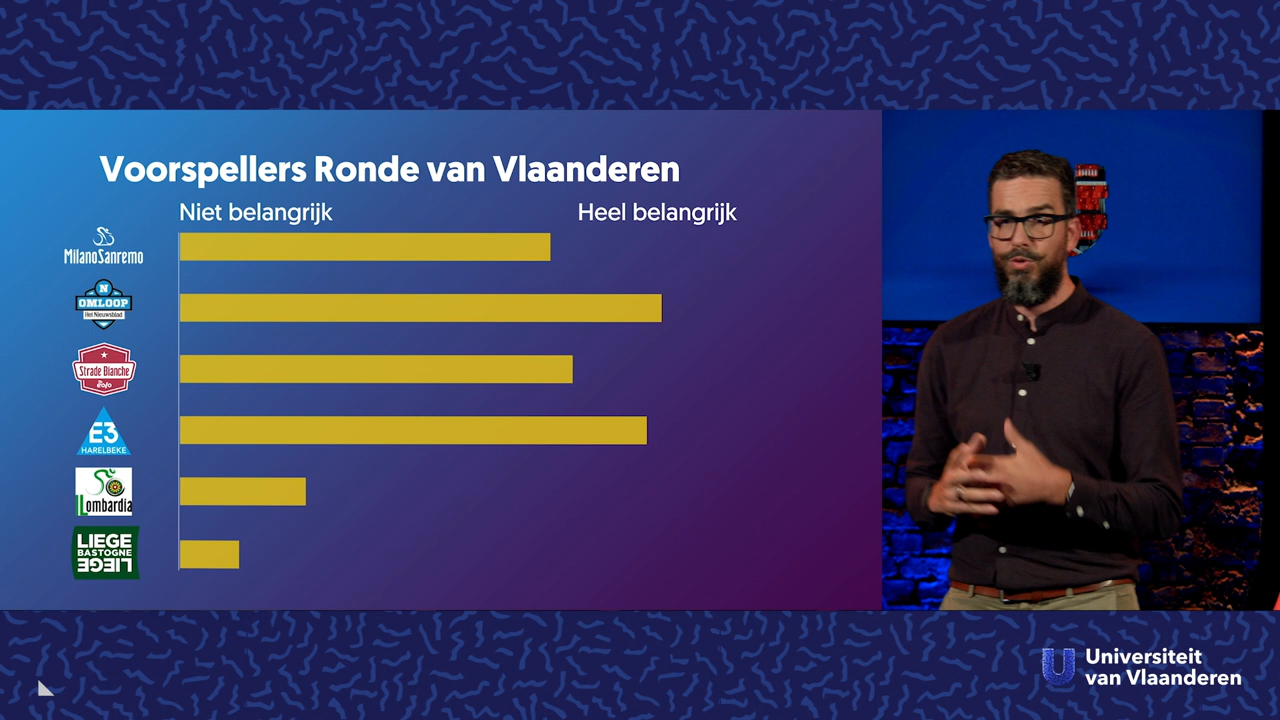 Voorspellers Ronde van Vlaanderen
Niet belangrijk
Heel belangrijk
MilanoSanremo
N
OMLOOP
Het Nieuwsblad
Strade Bianche
E3
HARELBEKE
Il Lombardia
LIEGE
BASTOGNE
LIEGE
Universiteit
van Vlaanderen